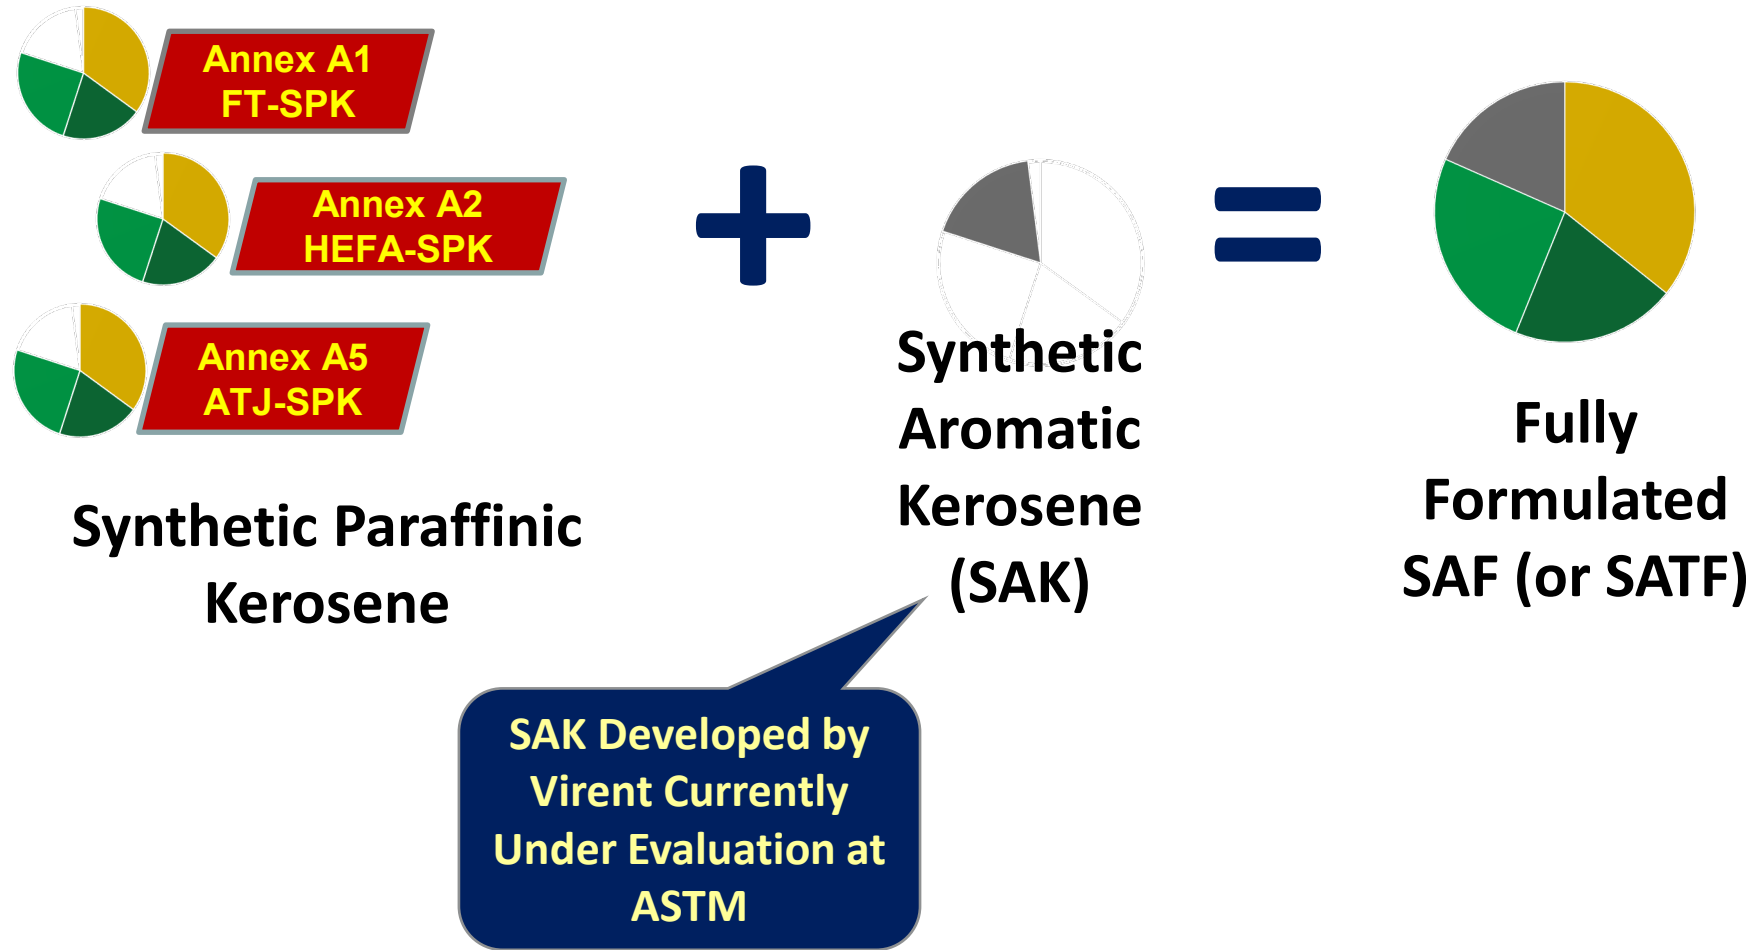 Annex A1
FT-SPK
Annex A2
HEFA-SPK
Annex A5
ATJ-SPK
Synthetic Paraffinic
Kerosene
Synthetic
Aromatic
Kerosene
(SAK)
Fully
Formulated
SAF (or SATF)
SAK Developed by
Virent Currently
Under Evaluation at
ASTM